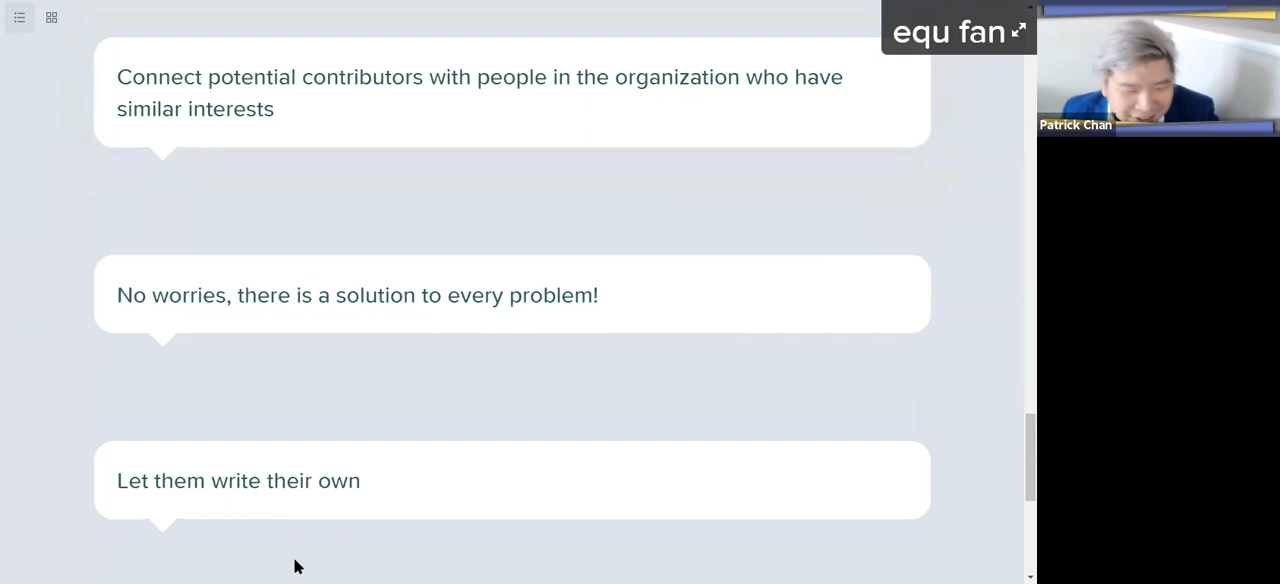 equ fan
Connect potential contributors with people in the organization who have
similar interests
Patrick Chan
No worries, there is a solution to every problem!
Let them write their own